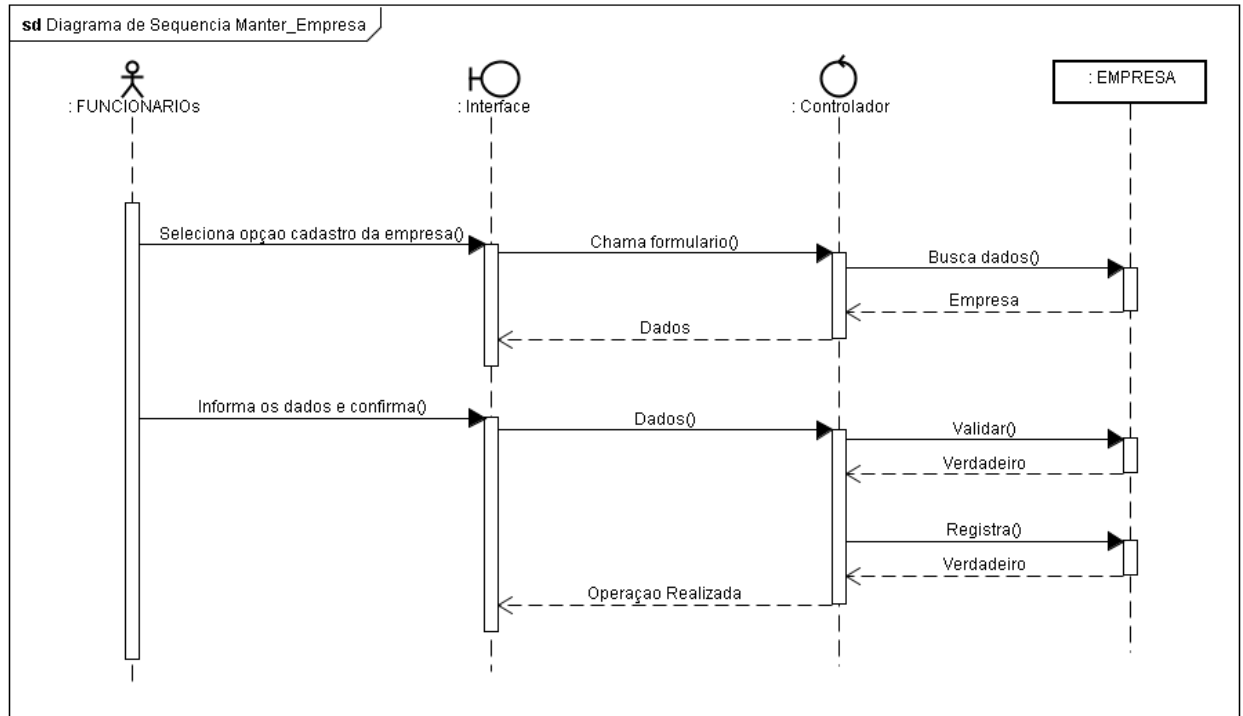 sd Diagrama de Sequencia Manter_Empresa
: FUNCIONARIOs
: Interface
: Controlador
: EMPRESA
Seleciona opçao cadastro da empresa()
Chama formulario()
Busca dados()
Empresa
Dados
Informa os dados e confirma()
Dados()
Validar()
Verdadeiro
Registra()
Verdadeiro
Operaçao Realizada